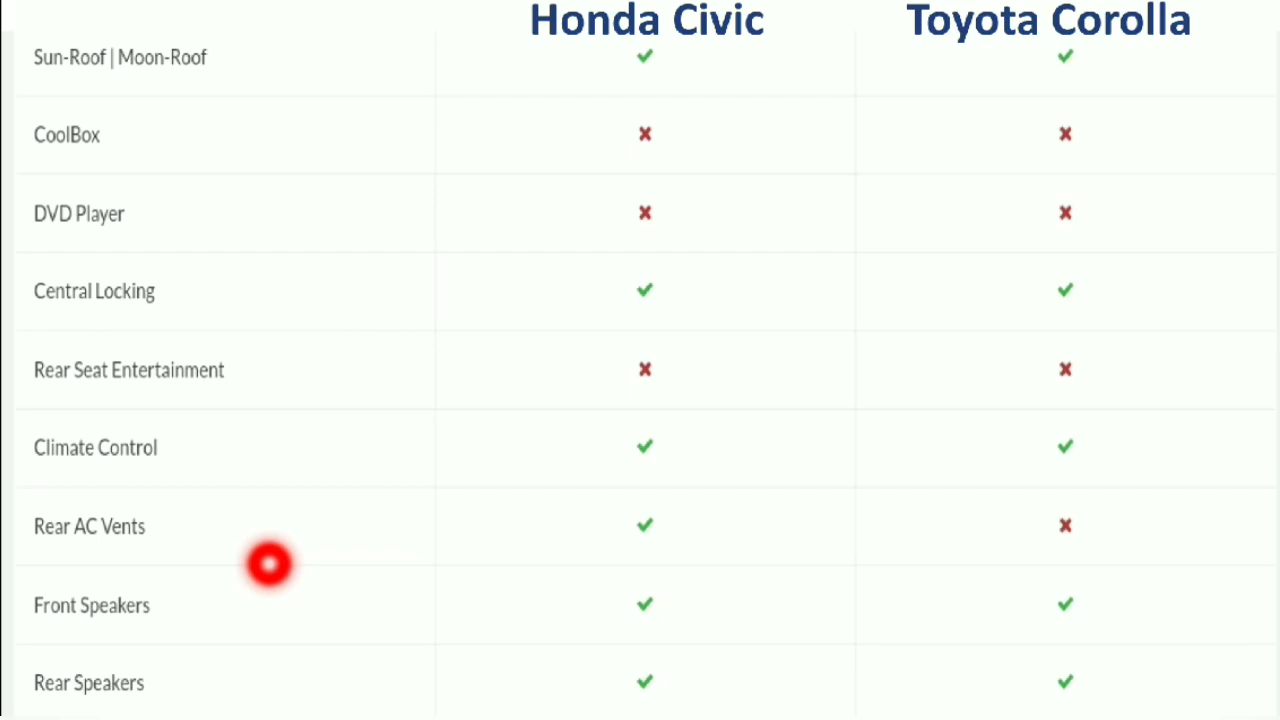 Honda Civic Toyota Corolla
Sun-Roof | Moon-Roof ✔ ✔
CoolBox ✖ ✖
DVD Player ✖ ✖
Central Locking ✔ ✔
Rear Seat Entertainment ✖ ✖
Climate Control ✔ ✔
Rear AC Vents ✔ ✖
Front Speakers ✔ ✔
Rear Speakers ✔ ✔